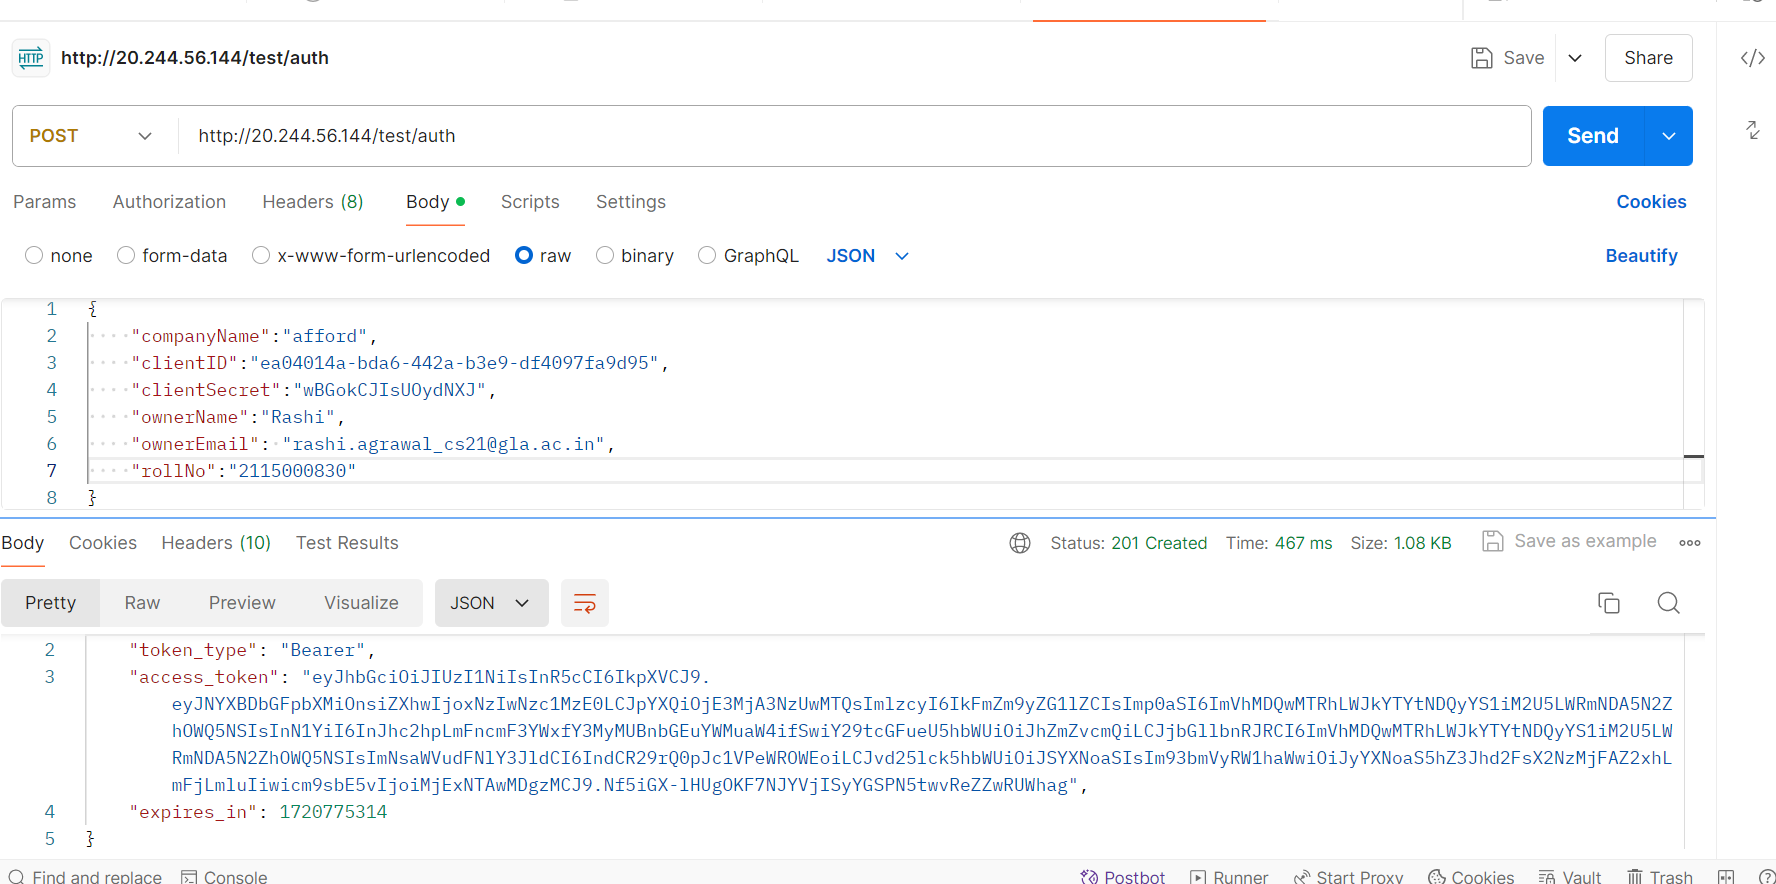 HTTP http://20.244.56.144/test/auth Save Share
POST http://20.244.56.144/test/auth Send
Params Authorization Headers (8) Body Scripts Settings Cookies
none form-data x-www-form-urlencoded raw binary GraphQL JSON Beautify
1 {
2 "companyName":"afford",
3 "clientID":"ea04014a-bda6-442a-b3e9-df4097fa9d95",
4 "clientSecret":"wBGokCJIsUOydNXJ",
5 "ownerName":"Rashi",
6 "ownerEmail": "rashi.agrawal_cs21@gla.ac.in",
7 "rollNo":"2115000830"
8 }
Body Cookies Headers (10) Test Results Status: 201 Created Time: 467 ms Size: 1.08 KB Save as example
Pretty Raw Preview Visualize JSON
2 "token_type": "Bearer",
3 "access_token": "eyJhbGciOiJIUzI1NiIsInR5cCI6IkpXVCJ9.
eyJNYXBDbGFpbXMiOnsiZXhwIjoxNzIwNzc1MzE0LCJpYXQiOjE3MjA3NzUwMTQsImlzcyI6IkFmZm9yZG1lZCIsImp0aSI6ImVhMDQwMTRhLWJkYTYtNDQyYS1iM2U5LWRmNDA5N2Z
hOWQ5NSIsInN1YiI6InJhc2hpLmFncmF3YWxfY3MyMUBnbGEuYWMuaW4ifSwiY29tcGFueU5hbWUiOiJhZmZvcmQiLCJjbGllbnRJRCI6ImVhMDQwMTRhLWJkYTYtNDQyYS1iM2U5LW
RmNDA5N2ZhOWQ5NSIsImNsaWVudFNlY3JldCI6IndCR29rQ0pJc1VPeWROWEoiLCJvd25lck5hbWUiOiJSYXNoaSIsIm93bmVyRW1haWwiOiJyYXNoaS5hZ3Jhd2FsX2NzMjFAZ2xhL
mFjLmluIiwicm9sbE5vIjoiMjExNTAwMDgzMCJ9.Nf5iGX-lHUgOKF7NJYVjISyYGSPN5twvReZZwRUWhag",
4 "expires_in": 1720775314
5 }
Find and replace Console Postbot Runner Start Proxy Cookies Vault Trash